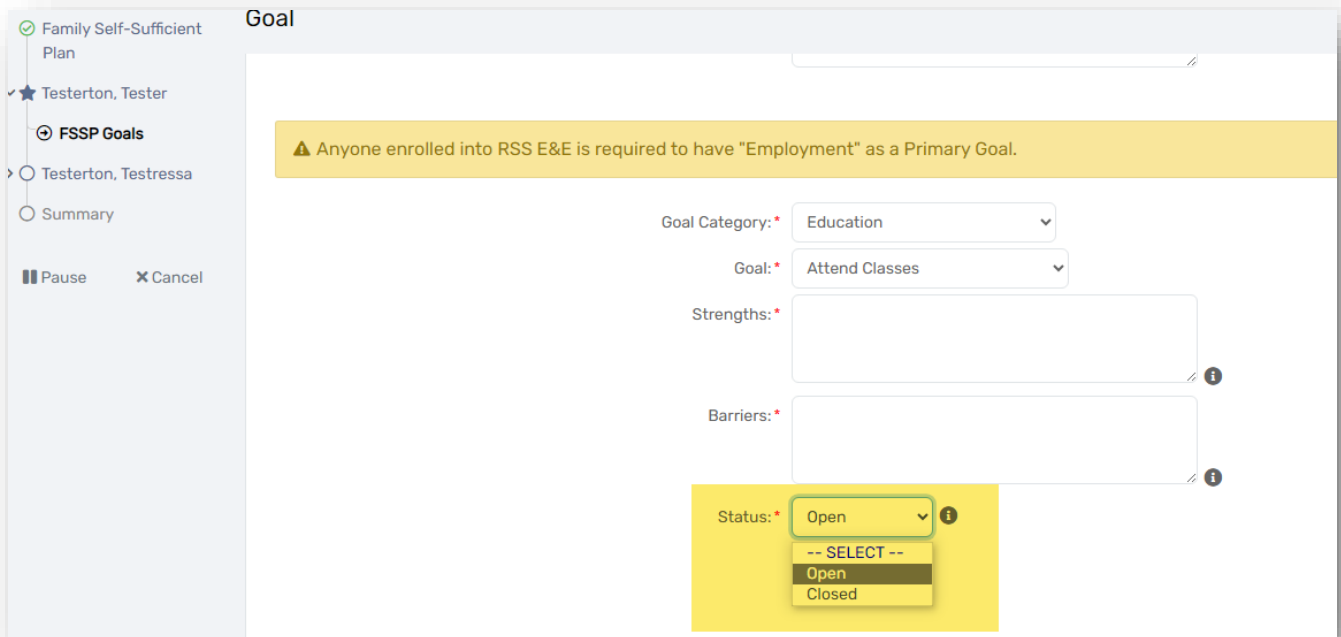 Family Self-Sufficient
Plan
Testerton, Tester
FSSP Goals
Testerton, Testressa
Summary
Pause
Cancel
Goal
Anyone enrolled into RSS E&E is required to have "Employment" as a Primary Goal.
Goal Category:* Education
Goal:* Attend Classes
Strengths:*
Barriers:*
Status:* Open
-- SELECT --
Open
Closed